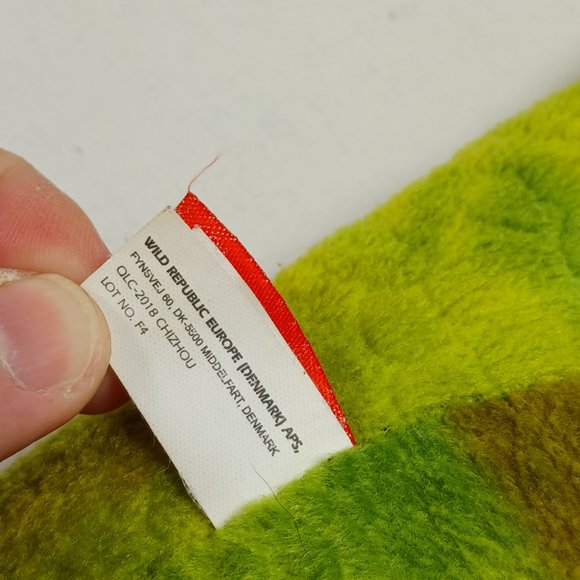 WILD REPUBLIC EUROPE (DENMARK) APS,
FYNSVEJ 60, DK-5500 MIDDELFART, DENMARK
QLC-2018 CHIZHOU
LOT NO. F4